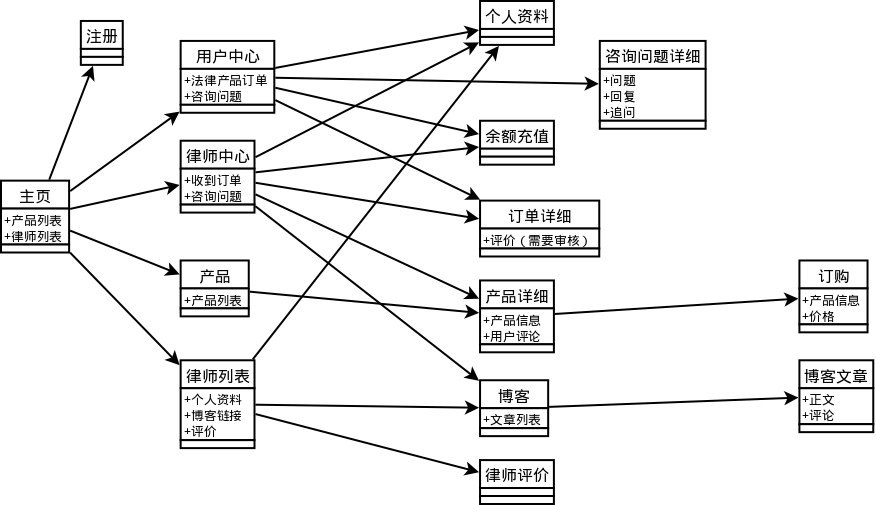 注册
主页
+产品列表
+律师列表
用户中心
+法律产品订单
+咨询问题
律师中心
+收到订单
+咨询问题
产品
+产品列表
律师列表
+个人资料
+博客链接
+评价
个人资料
余额充值
订单详细
+评价（需要审核）
产品详细
+产品信息
+用户评论
博客
+文章列表
律师评价
咨询问题详细
+问题
+回复
+追问
订购
+产品信息
+价格
博客文章
+正文
+评论